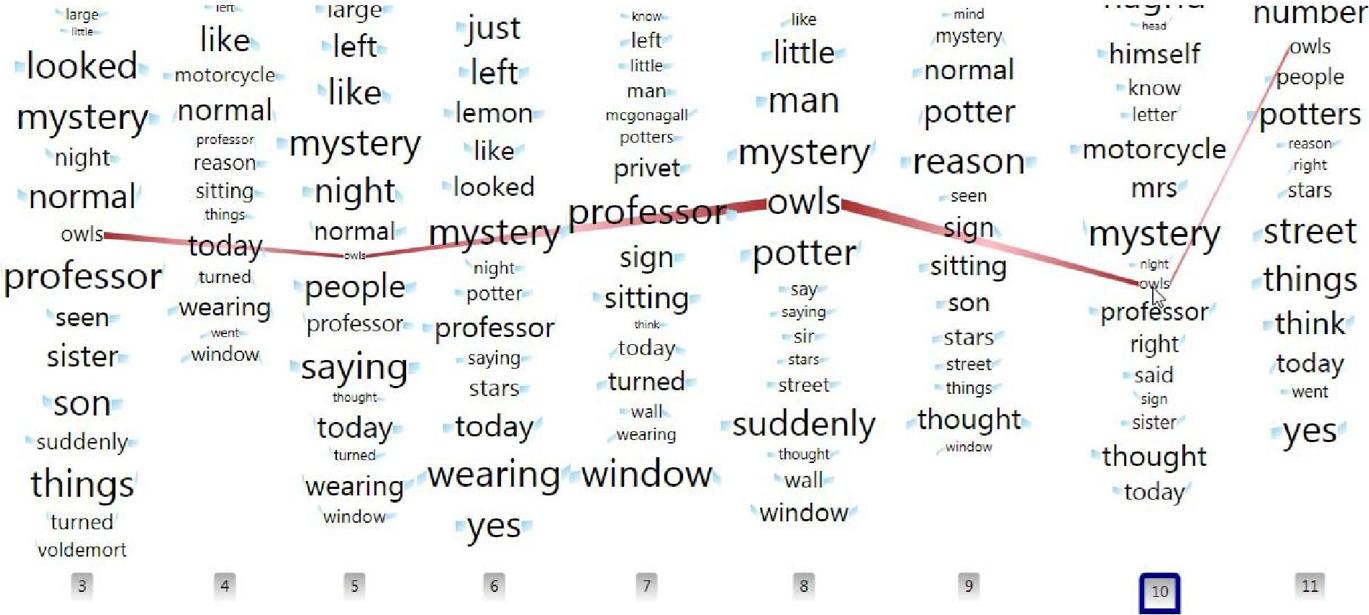 large
little
looked
mystery
night
normal
owls
professor
seen
sister
son
suddenly
things
turned
voldemort
3
left
like
motorcycle
normal
professor
reason
sitting
things
today
turned
wearing
went
window
4
large
left
like
mystery
night
normal
owls
people
professor
saying
thought
today
turned
wearing
window
5
just
left
lemon
like
looked
mystery
night
potter
professor
saying
stars
today
wearing
yes
6
know
left
little
man
mcgonagall
potters
privet
professor
sign
sitting
think
today
turned
wall
wearing
window
7
like
little
man
mystery
owls
potter
say
saying
sir
stars
street
suddenly
thought
wall
window
8
mind
mystery
normal
potter
reason
seen
sign
sitting
son
stars
street
things
thought
window
9
head
himself
know
letter
motorcycle
mrs
mystery
night
owls
professor
right
said
sign
sister
thought
today
10
number
owls
people
potters
reason
right
stars
street
things
think
today
went
yes
11